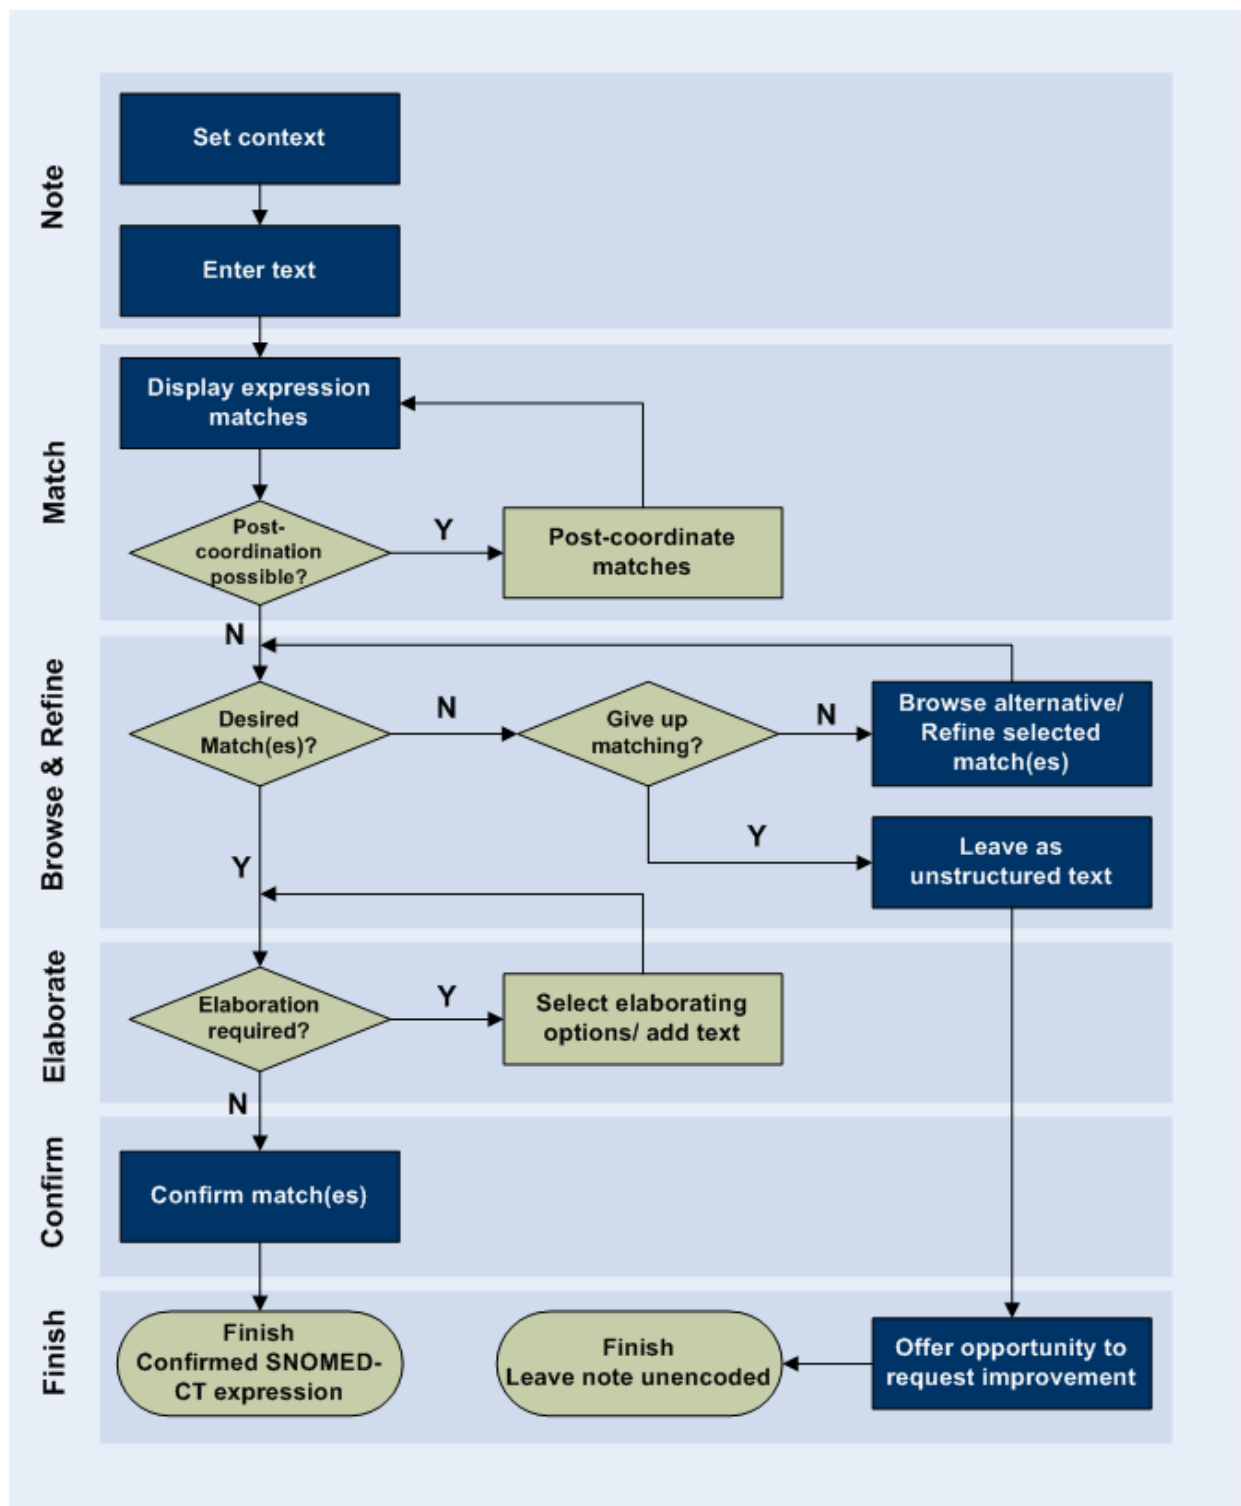 Note
Set context
Enter text
Match
Display expression
matches
Post-
coordination
possible?
Y
Post-coordinate
matches
N
Browse & Refine
Desired
Match(es)?
N
Give up
matching?
N
Browse alternative/
Refine selected
match(es)
Y
Y
Leave as
unstructured text
Elaborate
Elaboration
required?
Y
Select elaborating
options/ add text
N
Confirm
Confirm match(es)
Finish
Finish
Confirmed SNOMED-
CT expression
Finish
Leave note unencoded
Offer opportunity to
request improvement